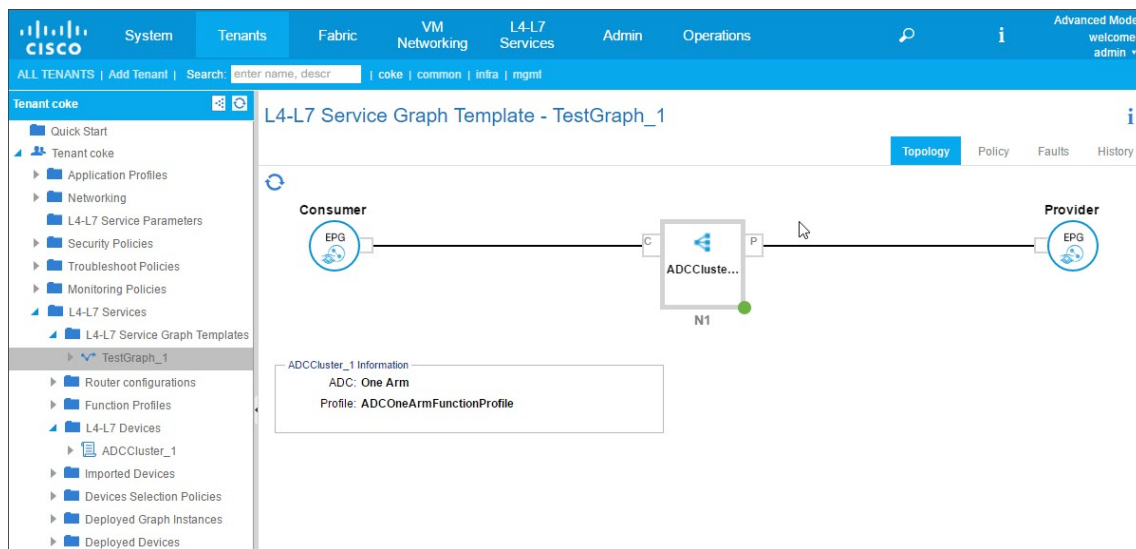 CISCO
System
Tenants
Fabric
VM
Networking
L4-L7
Services
Admin
Operations
i
Advanced Mode
welcome
admin
ALL TENANTS | Add Tenant | Search: enter name, descr | coke | common | infra | mgmt
Tenant coke
Quick Start
Tenant coke
Application Profiles
Networking
L4-L7 Service Parameters
Security Policies
Troubleshoot Policies
Monitoring Policies
L4-L7 Services
L4-L7 Service Graph Templates
TestGraph_1
Router configurations
Function Profiles
L4-L7 Devices
ADCCluster_1
Imported Devices
Devices Selection Policies
Deployed Graph Instances
Deployed Devices
L4-L7 Service Graph Template - TestGraph_1
i
Topology
Policy
Faults
History
Consumer
EPG
C
ADCCluste...
P
N1
Provider
EPG
ADCCluster_1 Information
ADC: One Arm
Profile: ADCOneArmFunctionProfile